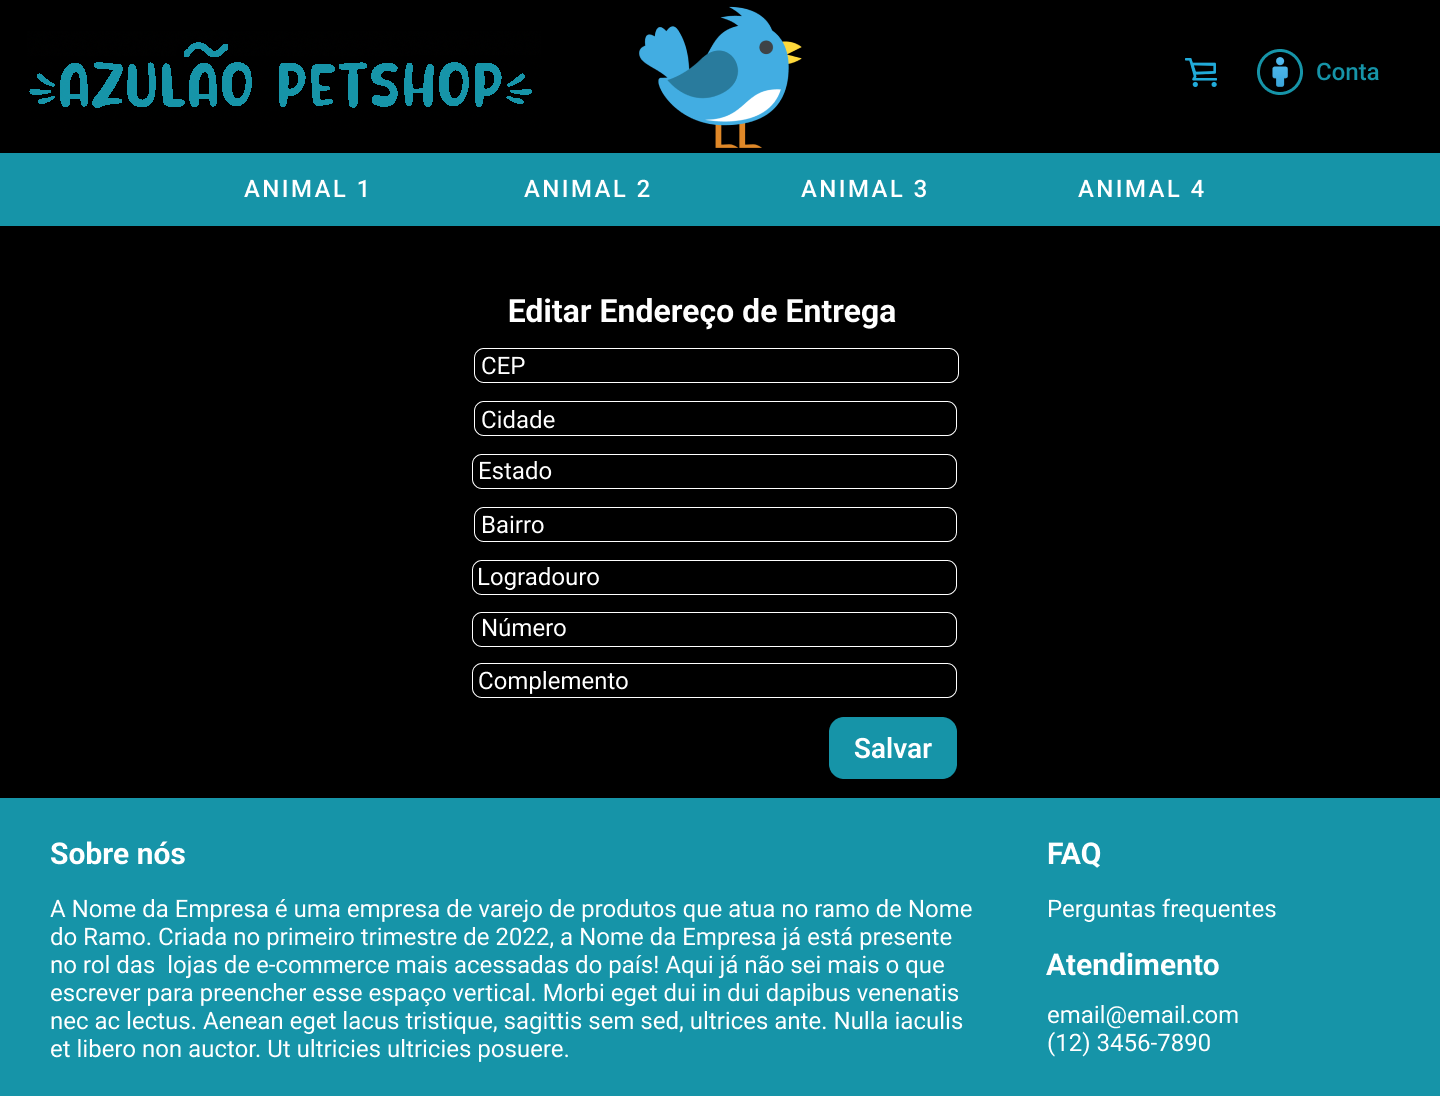 AZULÃO PETSHOP
Conta
ANIMAL 1
ANIMAL 2
ANIMAL 3
ANIMAL 4
Editar Endereço de Entrega
CEP
Cidade
Estado
Bairro
Logradouro
Número
Complemento
Salvar
Sobre nós
A Nome da Empresa é uma empresa de varejo de produtos que atua no ramo de Nome
do Ramo. Criada no primeiro trimestre de 2022, a Nome da Empresa já está presente
no rol das  lojas de e-commerce mais acessadas do país! Aqui já não sei mais o que
escrever para preencher esse espaço vertical. Morbi eget dui in dui dapibus venenatis
nec ac lectus. Aenean eget lacus tristique, sagittis sem sed, ultrices ante. Nulla iaculis
et libero non auctor. Ut ultricies ultricies posuere.
FAQ
Perguntas frequentes
Atendimento
email@email.com
(12) 3456-7890